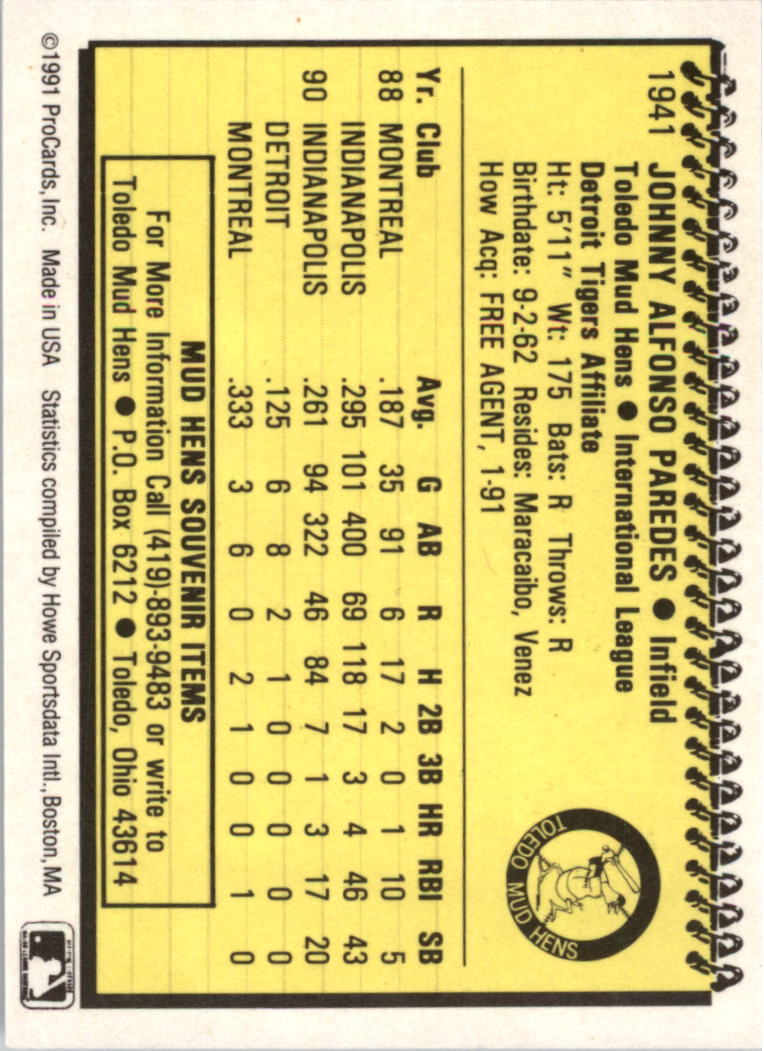 1941 JOHNNY ALFONSO PAREDES ● Infield
Toledo Mud Hens ● International League
Detroit Tigers Affiliate
Ht: 5'11" Wt: 175 Bats: R Throws: R
Birthdate: 9-2-62 Resides: Maracaibo, Venez
How Acq: FREE AGENT, 1-91
TOLEDO MUD HENS
Yr. Club Avg. G AB R H 2B 3B HR RBI SB
88 MONTREAL .187 35 91 6 17 2 0 1 10 5
INDIANAPOLIS .295 101 400 69 118 17 3 4 46 43
90 INDIANAPOLIS .261 94 322 46 84 7 1 3 17 20
DETROIT .125 6 8 2 1 0 0 0 0 0
MONTREAL .333 3 6 0 2 1 0 0 1 0
MUD HENS SOUVENIR ITEMS
For More Information Call (419)-893-9483 or write to
Toledo Mud Hens ● P.O. Box 6212 ● Toledo, Ohio 43614
©1991 ProCards, Inc. Made in USA Statistics compiled by Howe Sportsdata Intl., Boston, MA